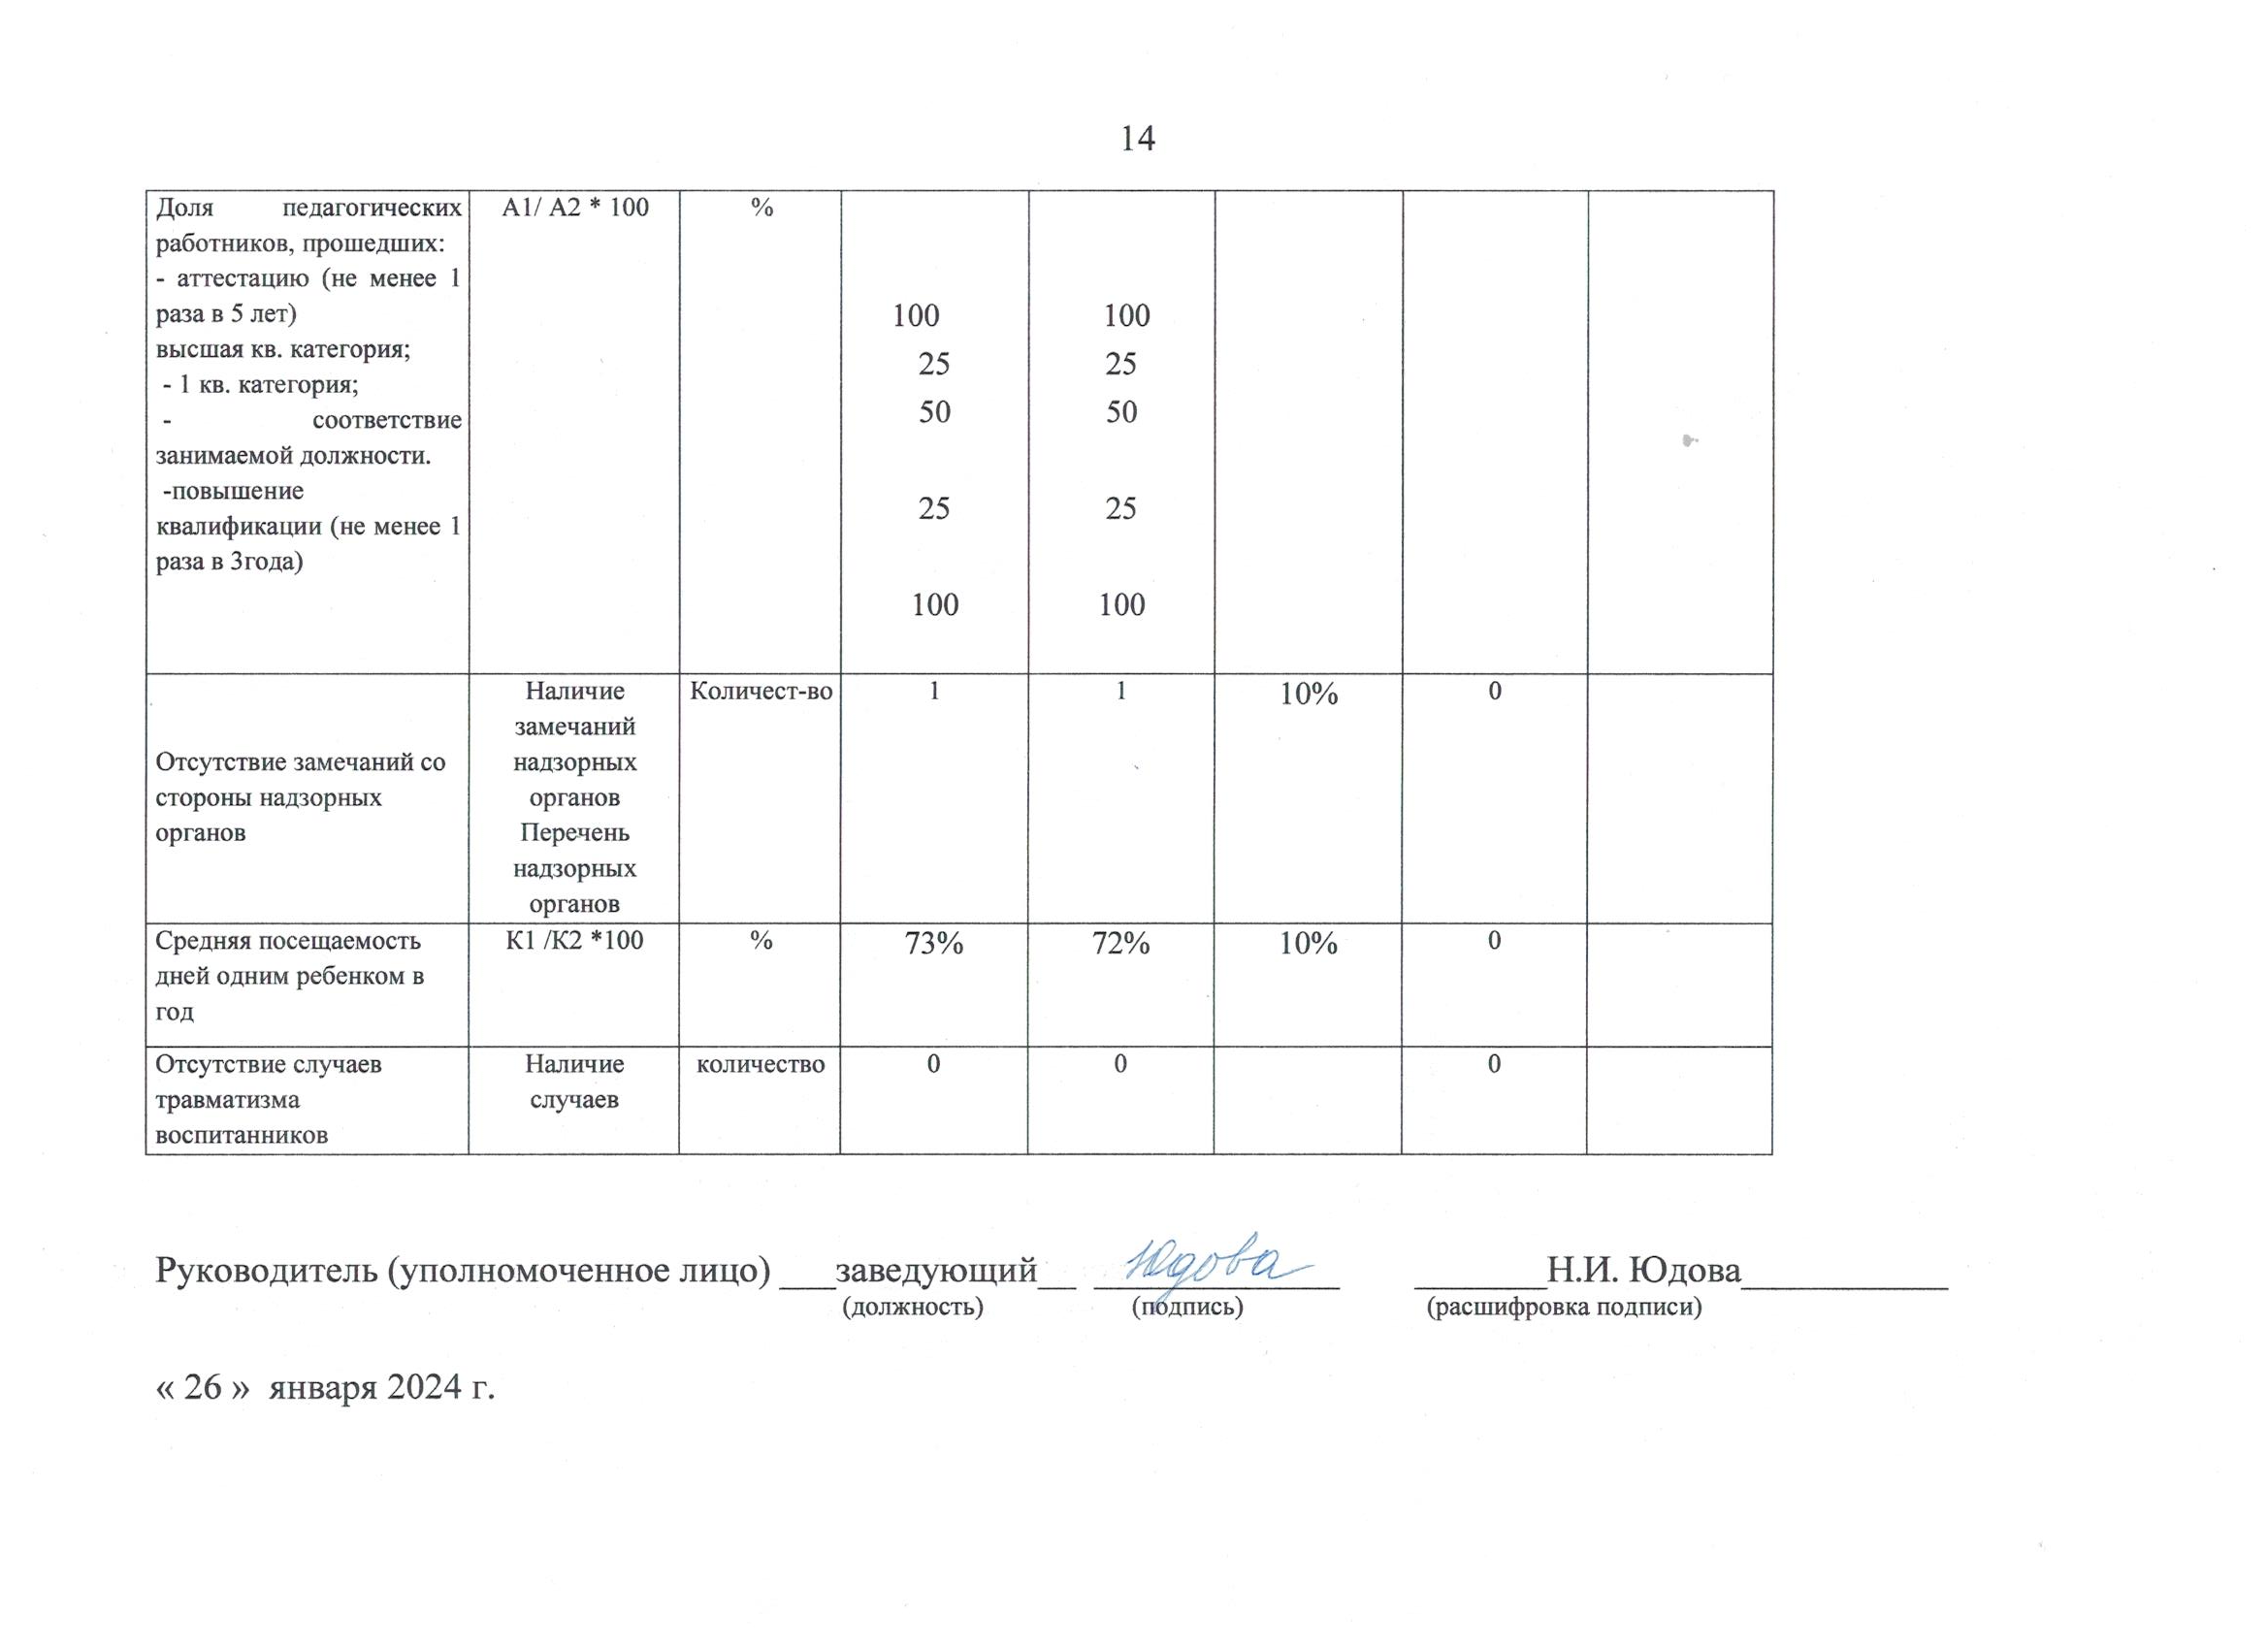 14
Доля педагогических
работников, прошедших:
- аттестацию (не менее 1
раза в 5 лет)
высшая кв. категория;
- 1 кв. категория;
- соответствие
занимаемой должности.
-повышение
квалификации (не менее 1
раза в 3года)
А1/ А2 * 100
%
100
25
50
25
100
100
25
50
25
100
Отсутствие замечаний со
стороны надзорных
органов
Наличие
замечаний
надзорных
органов
Перечень
надзорных
органов
Количест-во
1
1
10%
0
Средняя посещаемость
дней одним ребенком в
год
К1 /К2 *100
%
73%
72%
10%
0
Отсутствие случаев
травматизма
воспитанников
Наличие
случаев
количество
0
0
0
Руководитель (уполномоченное лицо) ___заведующий__ Юдова _______Н.И. Юдова___________
(должность) (подпись) (расшифровка подписи)
« 26 » января 2024 г.